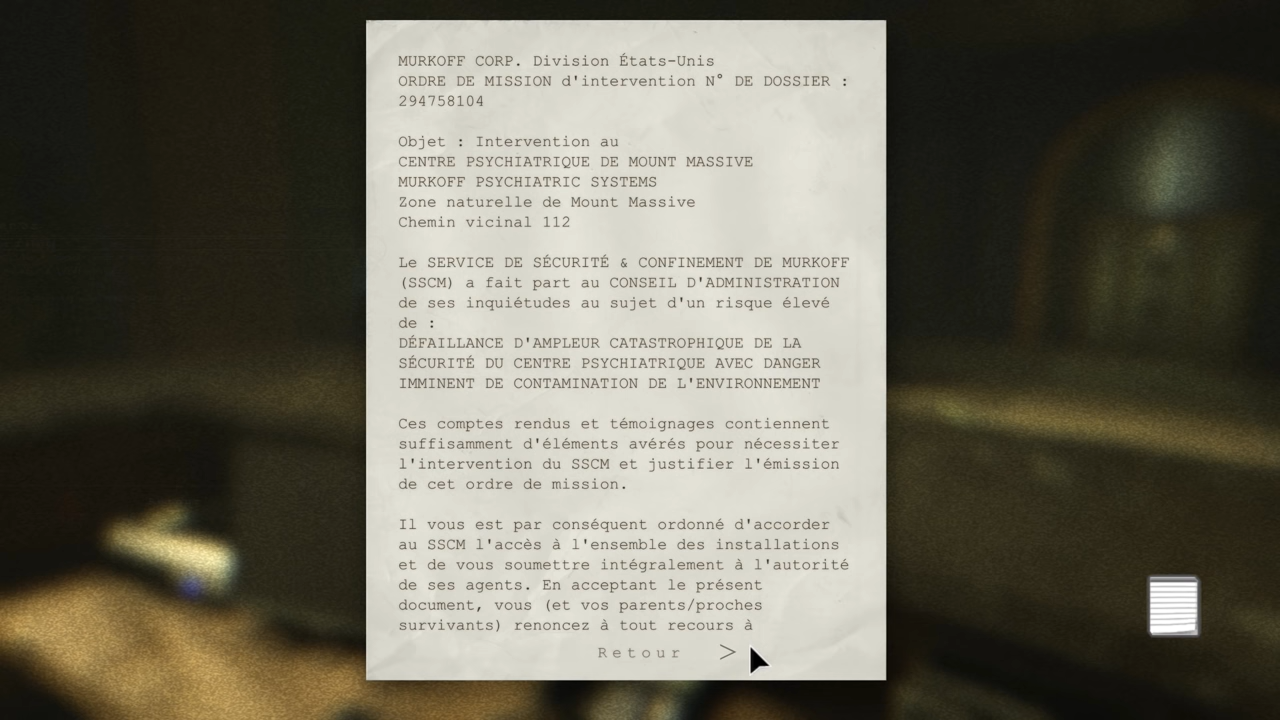 MURKOFF CORP. Division États-Unis
ORDRE DE MISSION d'intervention N° DE DOSSIER :
294758104
Objet : Intervention au
CENTRE PSYCHIATRIQUE DE MOUNT MASSIVE
MURKOFF PSYCHIATRIC SYSTEMS
Zone naturelle de Mount Massive
Chemin vicinal 112
Le SERVICE DE SÉCURITÉ & CONFINEMENT DE MURKOFF
(SSCM) a fait part au CONSEIL D'ADMINISTRATION
de ses inquiétudes au sujet d'un risque élevé
de :
DÉFAILLANCE D'AMPLEUR CATASTROPHIQUE DE LA
SÉCURITÉ DU CENTRE PSYCHIATRIQUE AVEC DANGER
IMMINENT DE CONTAMINATION DE L'ENVIRONNEMENT
Ces comptes rendus et témoignages contiennent
suffisamment d'éléments avérés pour nécessiter
l'intervention du SSCM et justifier l'émission
de cet ordre de mission.
Il vous est par conséquent ordonné d'accorder
au SSCM l'accès à l'ensemble des installations
et de vous soumettre intégralement à l'autorité
de ses agents. En acceptant le présent
document, vous (et vos parents/proches
survivants) renoncez à tout recours à
Retour >